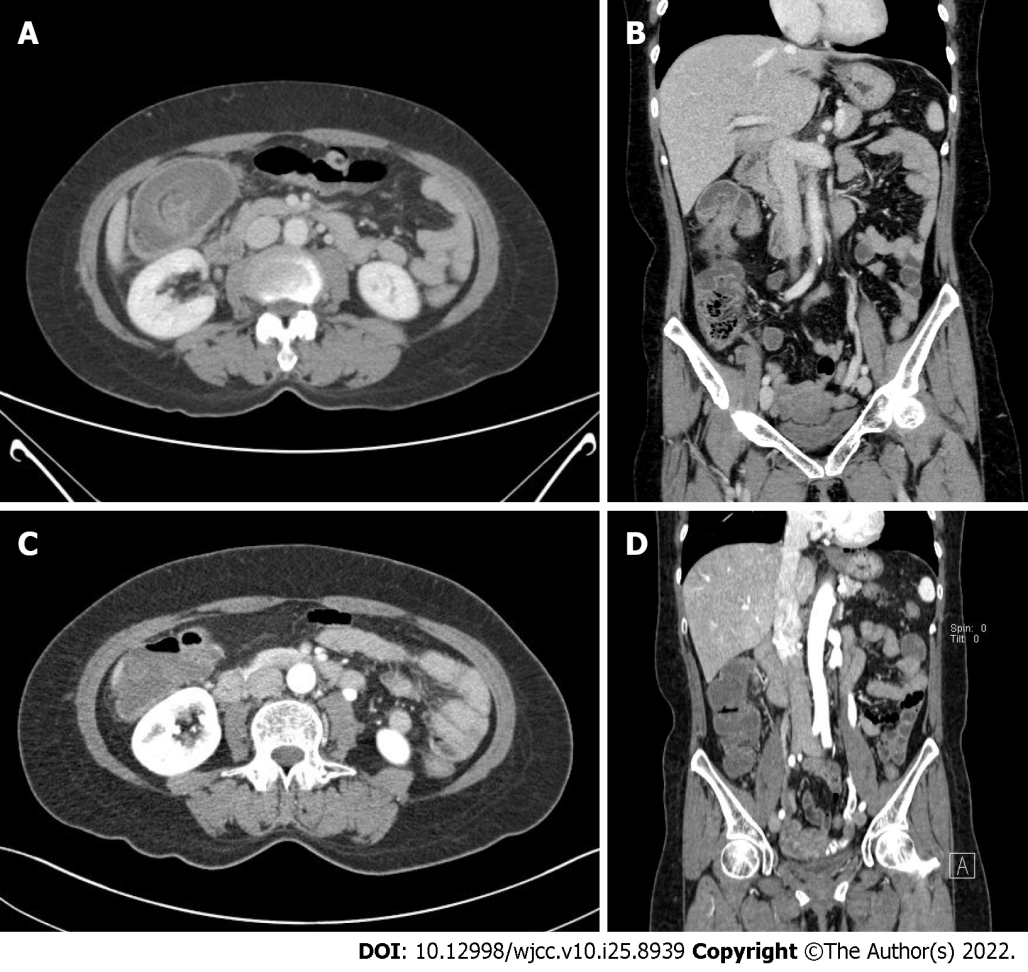 A
B
C
D
Spin: 0
Tilt: 0
A
DOI: 10.12998/wjcc.v10.i25.8939 Copyright ©The Author(s) 2022.